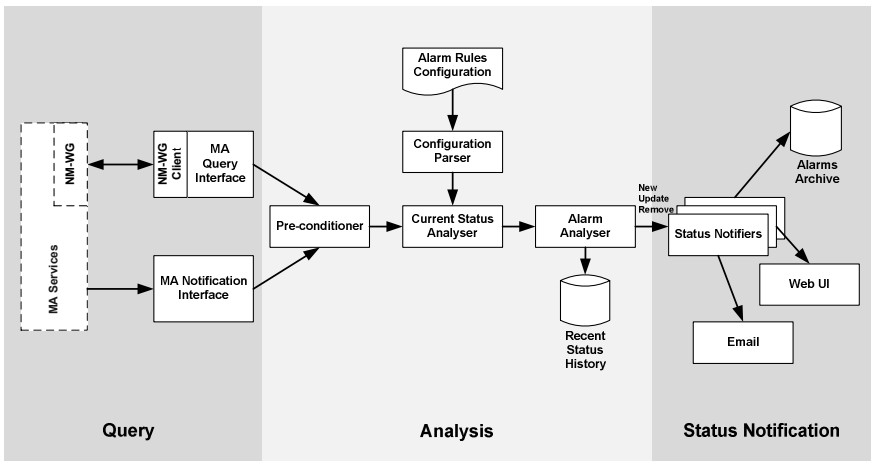 Alarm Rules
Configuration
NM-WG
MA Services
NM-WG
Client
MA
Query
Interface
Configuration
Parser
Alarms
Archive
New
Update
Remove
Pre-conditioner
Current Status
Analyser
Alarm
Analyser
Status Notifiers
MA Notification
Interface
Web UI
Recent
Status
History
Email
Query
Analysis
Status Notification